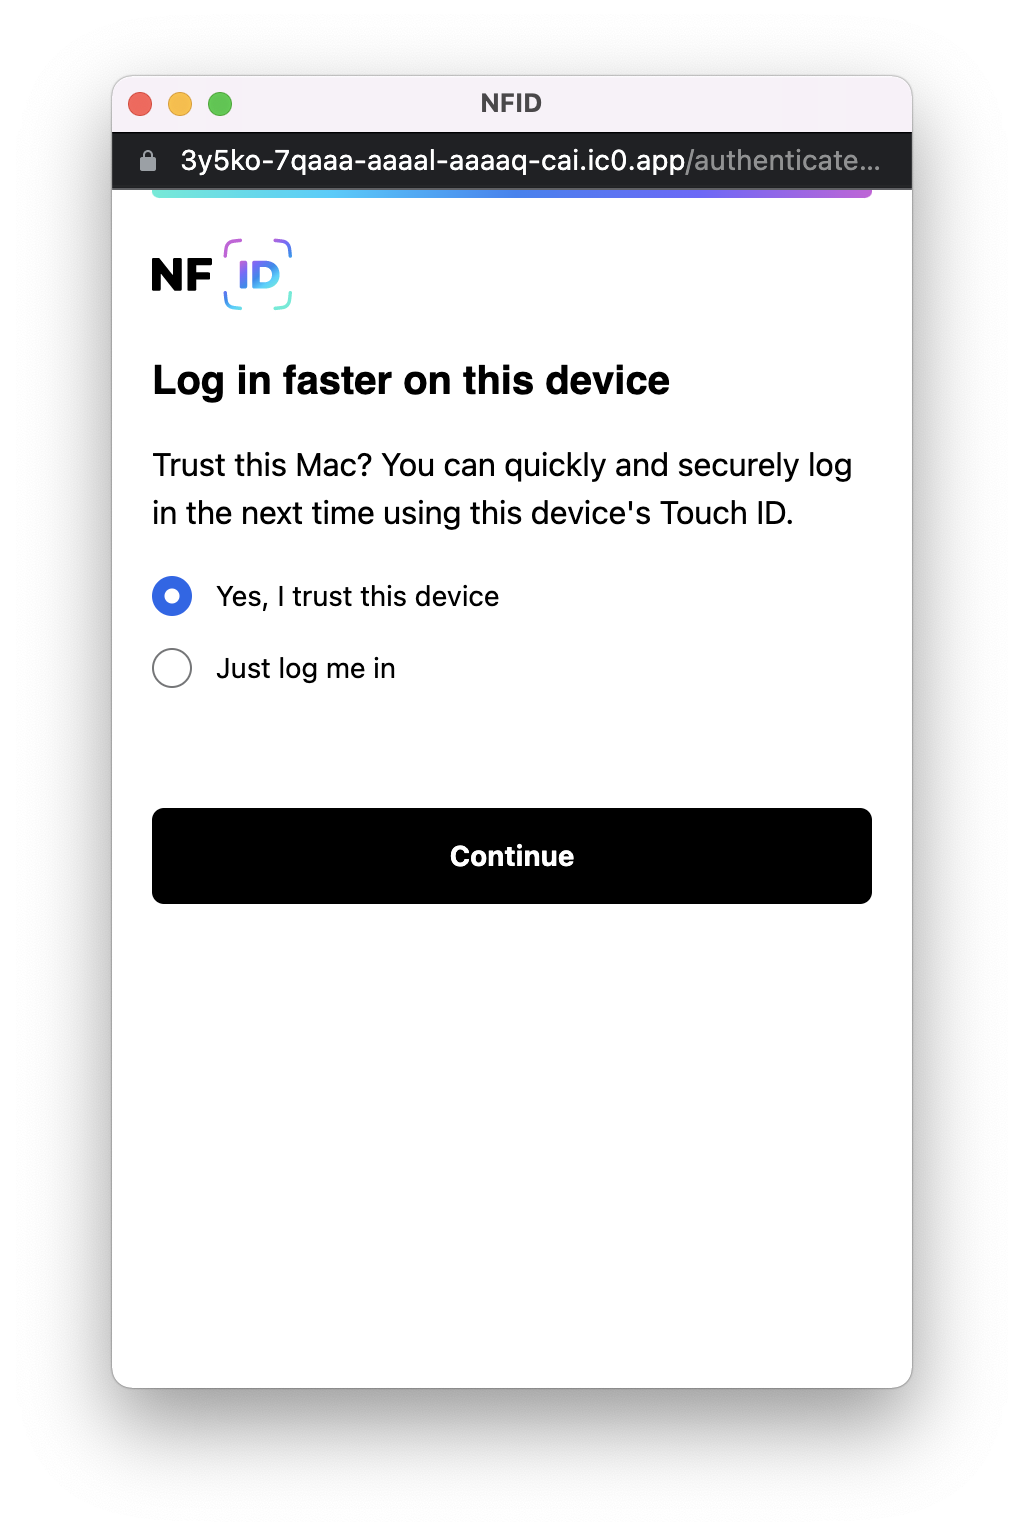 NFID
3y5ko-7qaaa-aaaal-aaaaq-cai.ic0.app/authenticate...
NF ID
Log in faster on this device
Trust this Mac? You can quickly and securely log
in the next time using this device's Touch ID.
Yes, I trust this device
Just log me in
Continue